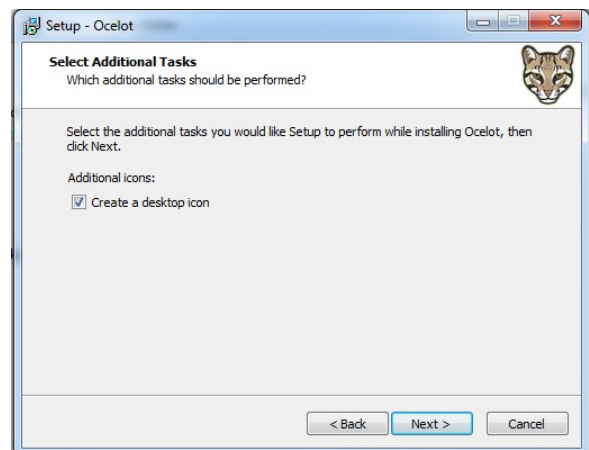 Setup - Ocelot
Select Additional Tasks
Which additional tasks should be performed?
Select the additional tasks you would like Setup to perform while installing Ocelot, then
click Next.
Additional icons:
Create a desktop icon
< Back Next > Cancel